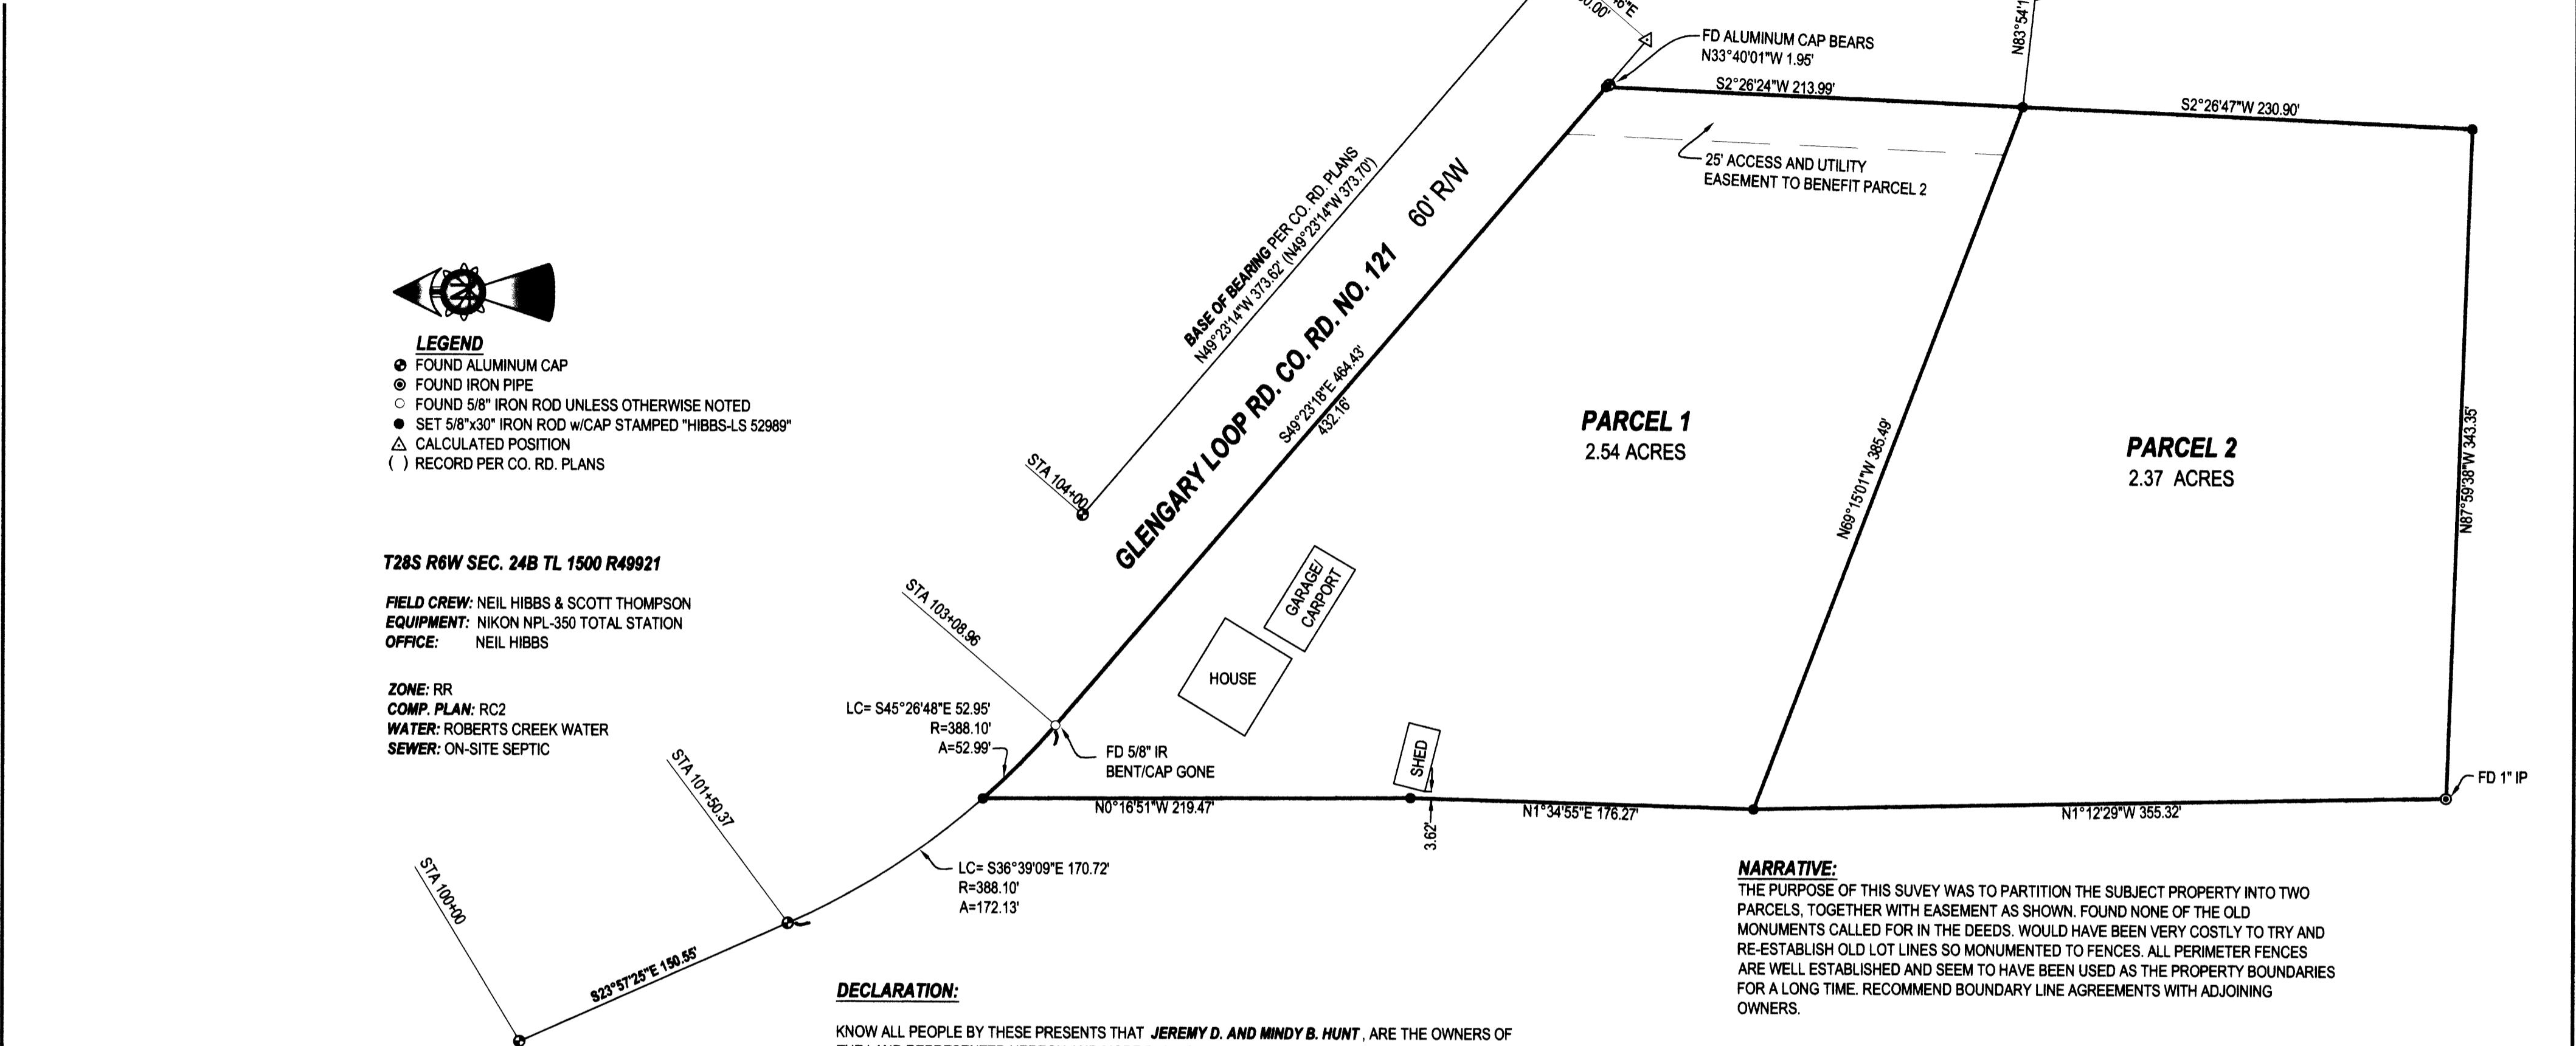 6"E
0.00'
N83°54'1
FD ALUMINUM CAP BEARS
N33°40'01"W 1.95'
S2°26'24"W 213.99'
S2°26'47"W 230.90'
25' ACCESS AND UTILITY
EASEMENT TO BENEFIT PARCEL 2
BASE OF BEARING PER CO. RD. PLANS
N49°23'14"W 373.62' (N49°23'14"W 373.70')
GLENGARY LOOP RD. CO. RD. NO. 121 60' R/W
S49°23'18"E 464.43'
432.16'
PARCEL 1
2.54 ACRES
N69°15'01"W 385.49'
PARCEL 2
2.37 ACRES
N87°59'38"W 343.35'
N
LEGEND
FOUND ALUMINUM CAP
FOUND IRON PIPE
FOUND 5/8" IRON ROD UNLESS OTHERWISE NOTED
SET 5/8"x30" IRON ROD w/CAP STAMPED "HIBBS-LS 52989"
CALCULATED POSITION
( ) RECORD PER CO. RD. PLANS
STA 104+00
T28S R6W SEC. 24B TL 1500 R49921
FIELD CREW: NEIL HIBBS & SCOTT THOMPSON
EQUIPMENT: NIKON NPL-350 TOTAL STATION
OFFICE: NEIL HIBBS
ZONE: RR
COMP. PLAN: RC2
WATER: ROBERTS CREEK WATER
SEWER: ON-SITE SEPTIC
STA 103+08.96
GARAGE/
CARPORT
HOUSE
SHED
LC= S45°26'48"E 52.95'
R=388.10'
A=52.99'
FD 5/8" IR
BENT/CAP GONE
FD 1" IP
N0°16'51"W 219.47'
N1°34'55"E 176.27'
N1°12'29"W 355.32'
3.62'
STA 101+50.37
LC= S36°39'09"E 170.72'
R=388.10'
A=172.13'
STA 100+00
S23°57'25"E 150.55'
NARRATIVE:
THE PURPOSE OF THIS SUVEY WAS TO PARTITION THE SUBJECT PROPERTY INTO TWO
PARCELS, TOGETHER WITH EASEMENT AS SHOWN. FOUND NONE OF THE OLD
MONUMENTS CALLED FOR IN THE DEEDS. WOULD HAVE BEEN VERY COSTLY TO TRY AND
RE-ESTABLISH OLD LOT LINES SO MONUMENTED TO FENCES. ALL PERIMETER FENCES
ARE WELL ESTABLISHED AND SEEM TO HAVE BEEN USED AS THE PROPERTY BOUNDARIES
FOR A LONG TIME. RECOMMEND BOUNDARY LINE AGREEMENTS WITH ADJOINING
OWNERS.
DECLARATION:
KNOW ALL PEOPLE BY THESE PRESENTS THAT JEREMY D. AND MINDY B. HUNT, ARE THE OWNERS OF